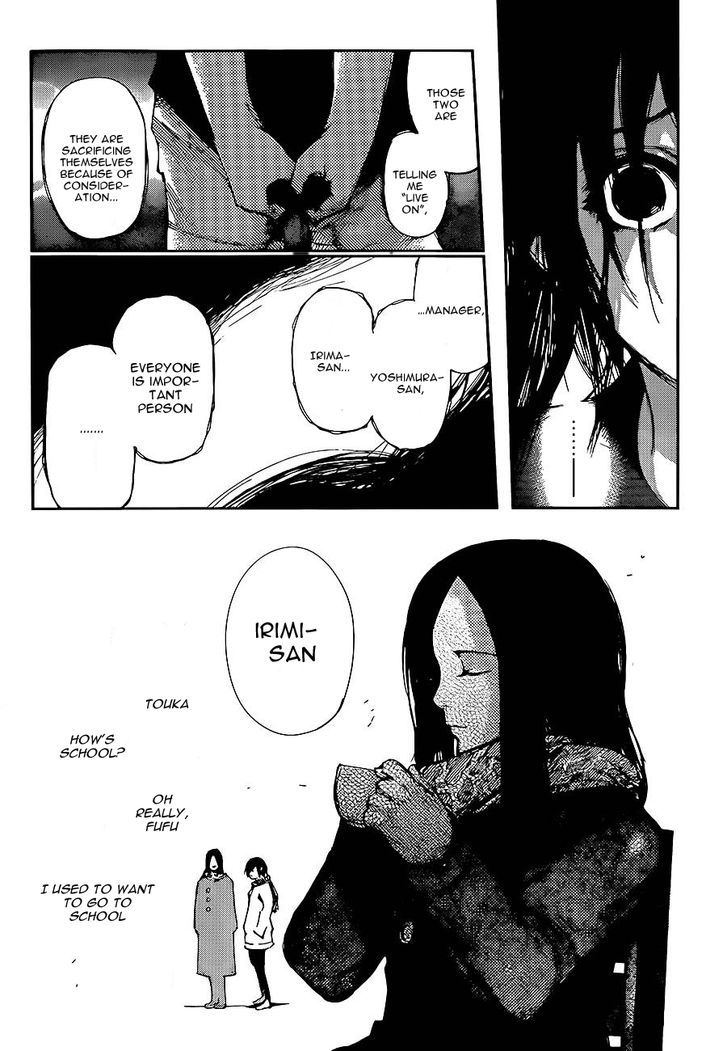 THOSE
TWO
ARE
TELLING
ME
"LIVE
ON",
THEY ARE
SACRIFICING
THEMSELVES
BECAUSE OF
CONSIDER-
ATION...
...MANAGER,
YOSHIMURA-
SAN,
IRIMA-
SAN...
EVERYONE
IS IMPOR-
TANT
PERSON
.......
IRIMI-
SAN
TOUKA
HOW'S
SCHOOL?
OH
REALLY,
FUFU
I USED TO WANT
TO GO TO
SCHOOL